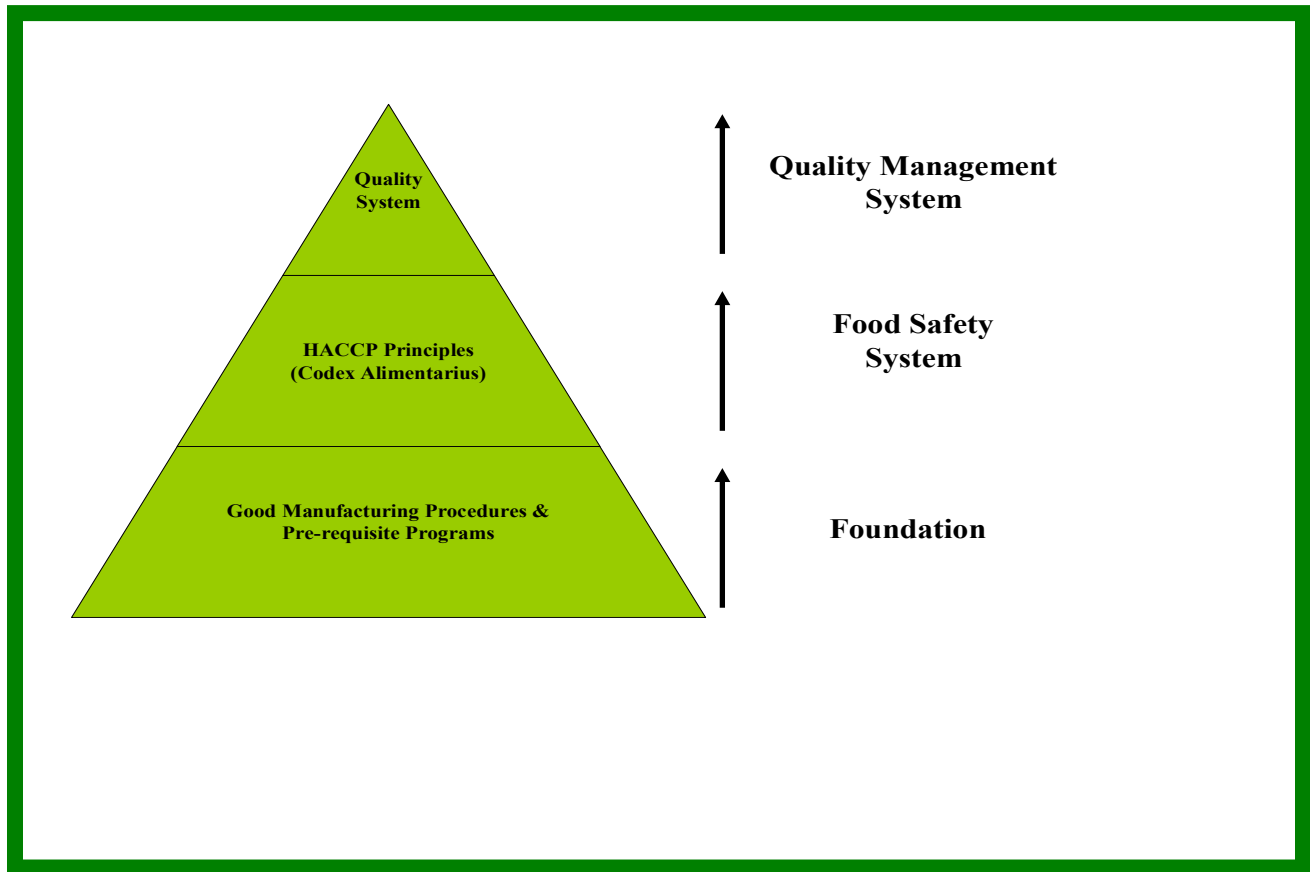 Quality
System
Quality Management
System
HACCP Principles
(Codex Alimentarius)
Food Safety
System
Good Manufacturing Procedures &
Pre-requisite Programs
Foundation